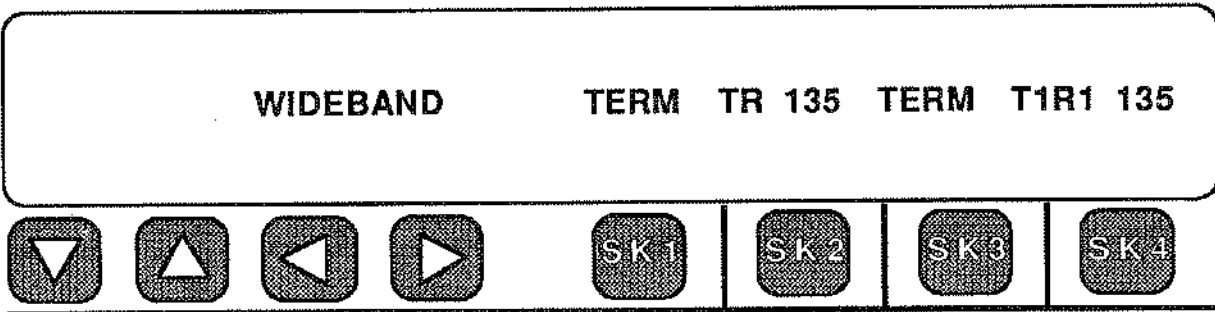 WIDEBAND TERM TR 135 TERM T1R1 135
SK1 SK2 SK3 SK4